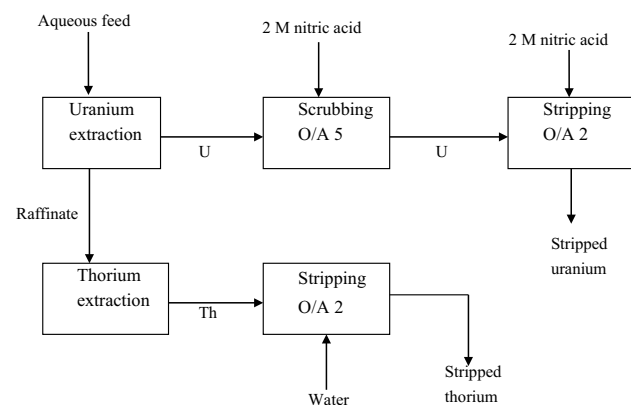 Aqueous feed
2 M nitric acid
2 M nitric acid
Uranium
extraction
Scrubbing
O/A 5
Stripping
O/A 2
U
U
Raffinate
Stripped
uranium
Thorium
extraction
Stripping
O/A 2
Th
Water
Stripped
thorium